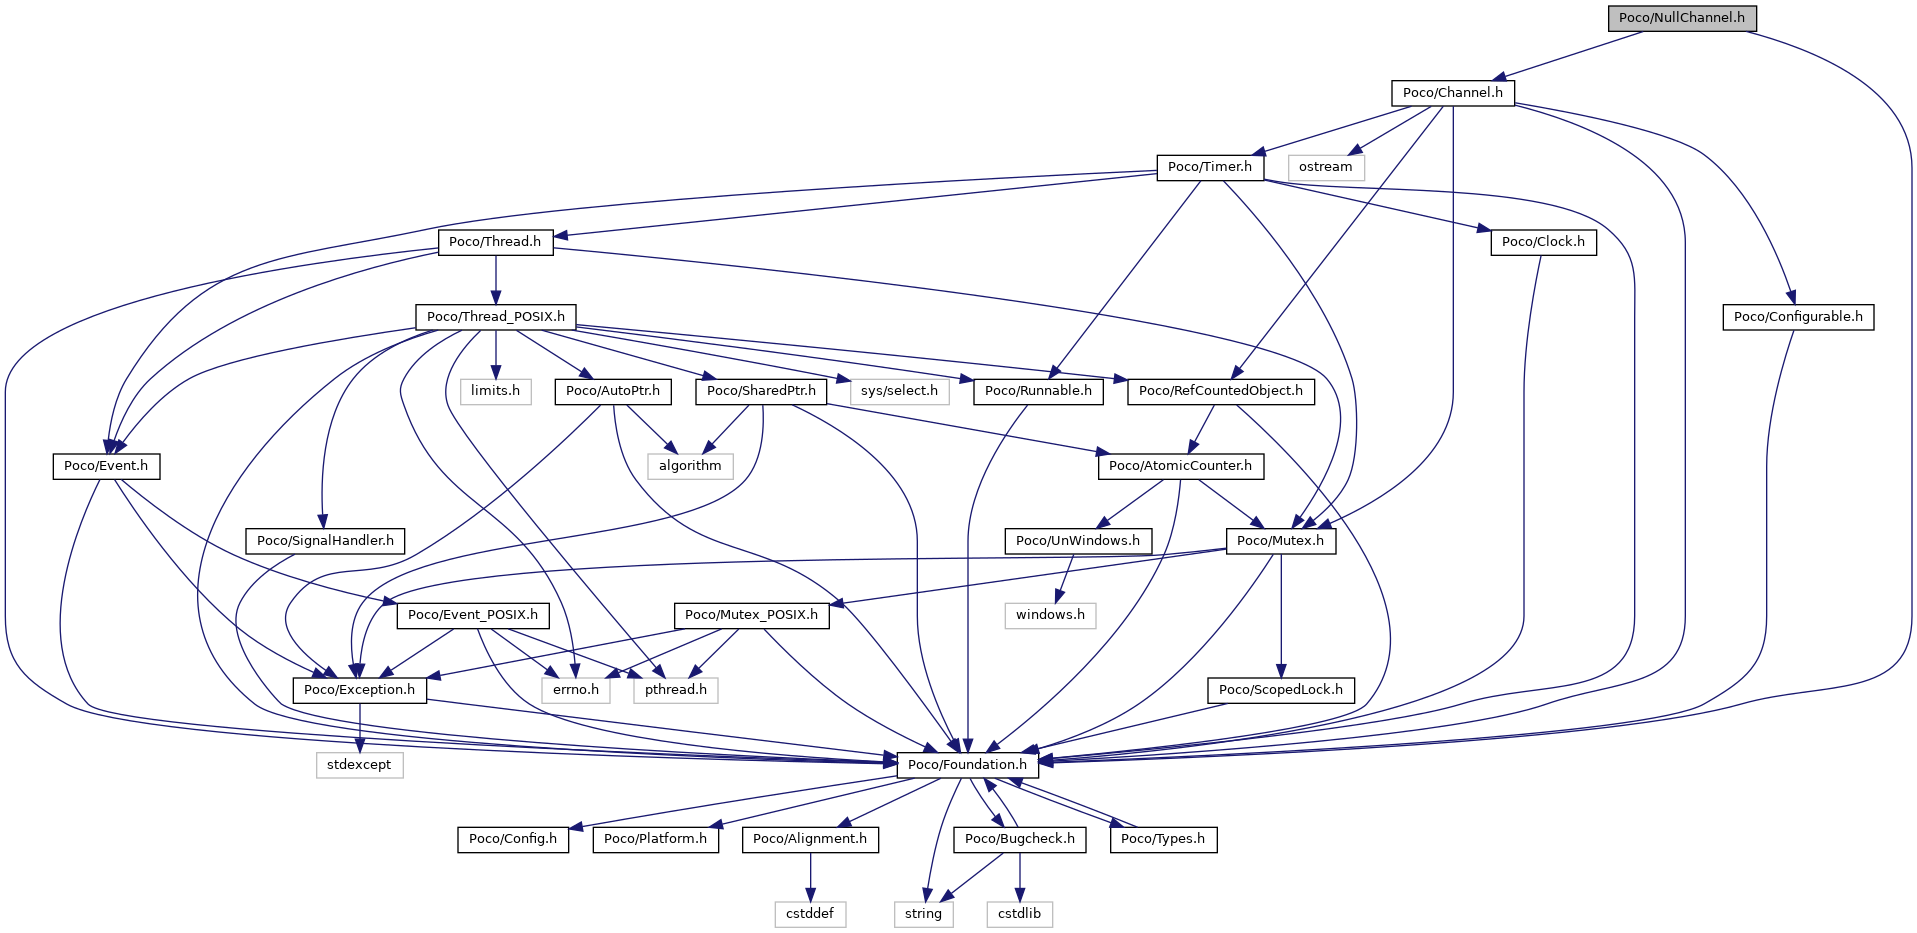 Poco/NullChannel.h
Poco/Channel.h
Poco/Timer.h
ostream
Poco/Thread.h
Poco/Clock.h
Poco/Thread_POSIX.h
Poco/Configurable.h
limits.h
Poco/AutoPtr.h
Poco/SharedPtr.h
sys/select.h
Poco/Runnable.h
Poco/RefCountedObject.h
Poco/Event.h
algorithm
Poco/AtomicCounter.h
Poco/SignalHandler.h
Poco/UnWindows.h
Poco/Mutex.h
Poco/Event_POSIX.h
Poco/Mutex_POSIX.h
windows.h
Poco/Exception.h
errno.h
pthread.h
Poco/ScopedLock.h
stdexcept
Poco/Foundation.h
Poco/Config.h
Poco/Platform.h
Poco/Alignment.h
Poco/Bugcheck.h
Poco/Types.h
cstddef
string
cstdlib